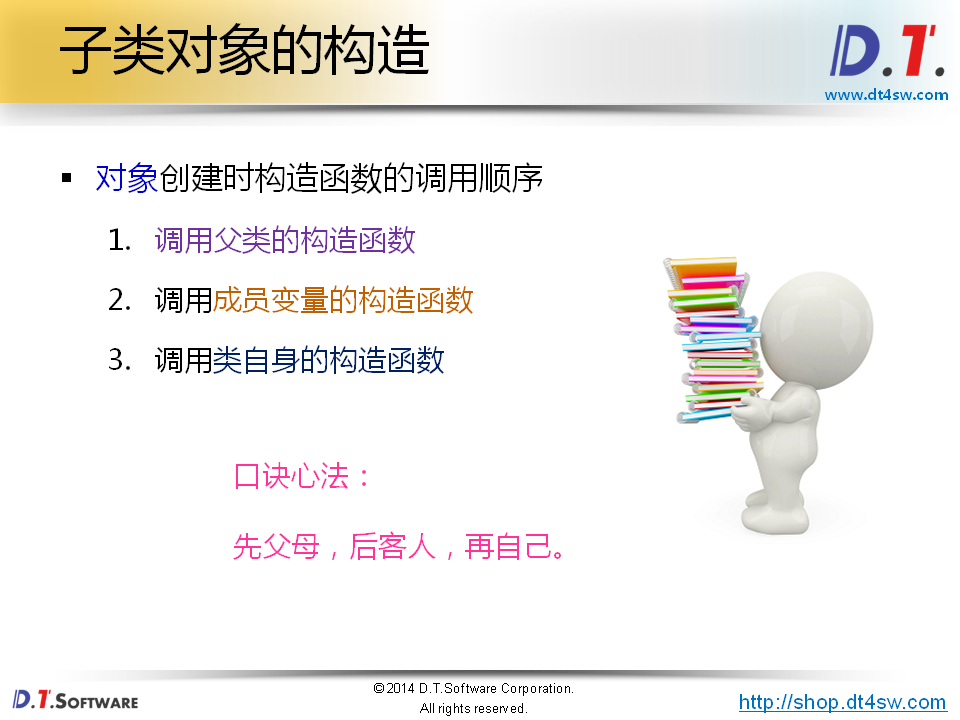 子类对象的构造
D.T.
www.dt4sw.com
▪ 对象创建时构造函数的调用顺序
1. 调用父类的构造函数
2. 调用成员变量的构造函数
3. 调用类自身的构造函数
口诀心法：
先父母，后客人，再自己。
D.T.SOFTWARE
©2014 D.T.Software Corporation.
All rights reserved.
http://shop.dt4sw.com